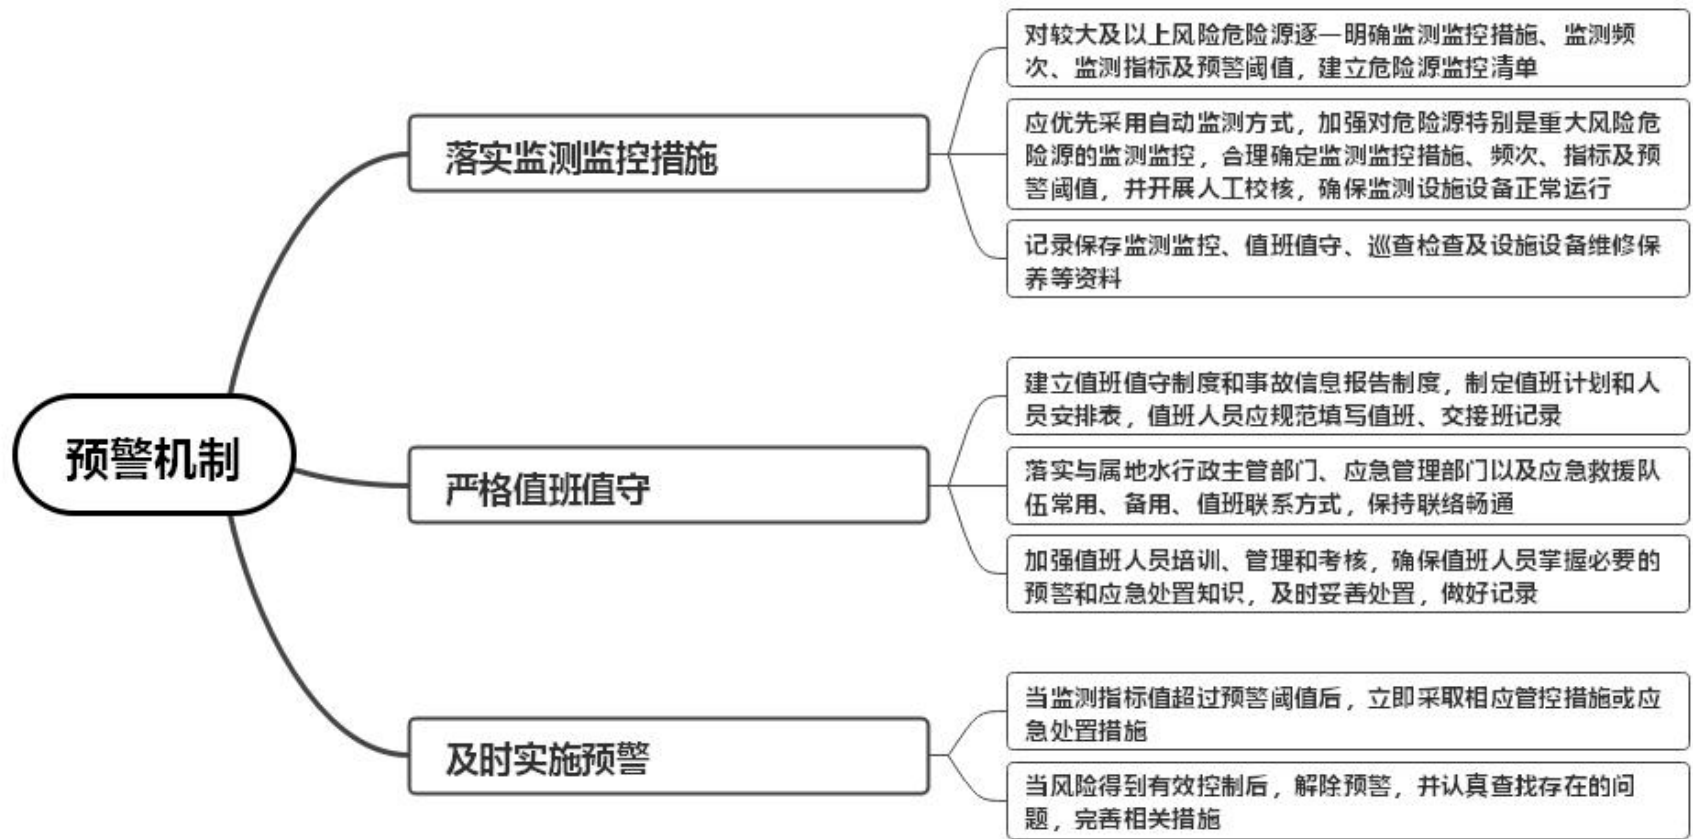 预警机制
落实监测监控措施
对较大及以上风险危险源逐一明确监测监控措施、监测频
次、监测指标及预警阈值，建立危险源监控清单
应优先采用自动监测方式，加强对危险源特别是重大风险危
险源的监测监控，合理确定监测监控措施、频次、指标及预
警阈值，并开展人工校核，确保监测设施设备正常运行
记录保存监测监控、值班值守、巡查检查及设施设备维修保
养等资料
严格值班值守
建立值班值守制度和事故信息报告制度，制定值班计划和人
员安排表，值班人员应规范填写值班、交接班记录
落实与属地水行政主管部门、应急管理部门以及应急救援队
伍常用、备用、值班联系方式，保持联络畅通
加强值班人员培训、管理和考核，确保值班人员掌握必要的
预警和应急处置知识，及时妥善处置，做好记录
及时实施预警
当监测指标值超过预警阈值后，立即采取相应管控措施或应
急处置措施
当风险得到有效控制后，解除预警，并认真查找存在的问
题，完善相关措施